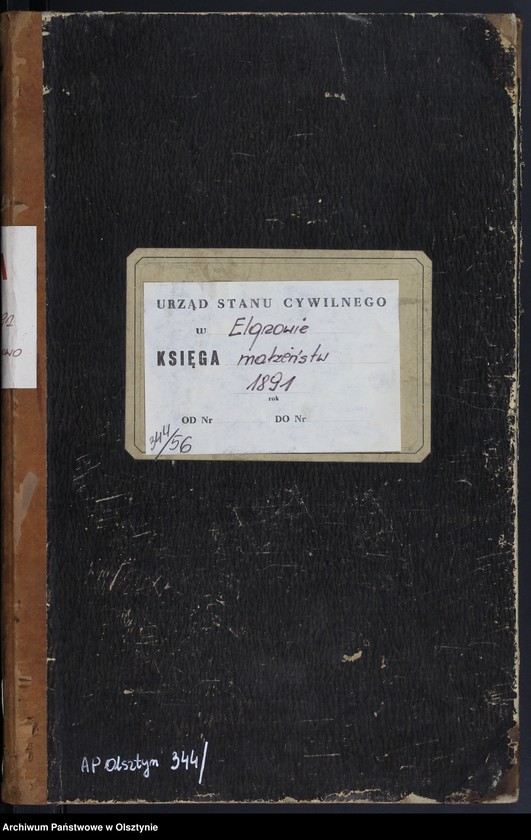 URZĄD STANU CYWILNEGO
w Elgnowie
KSIĘGA małżeństw
1891
rok
OD Nr DO Nr
344/56
AP Olsztyn 344/
Archiwum Państwowe w Olsztynie